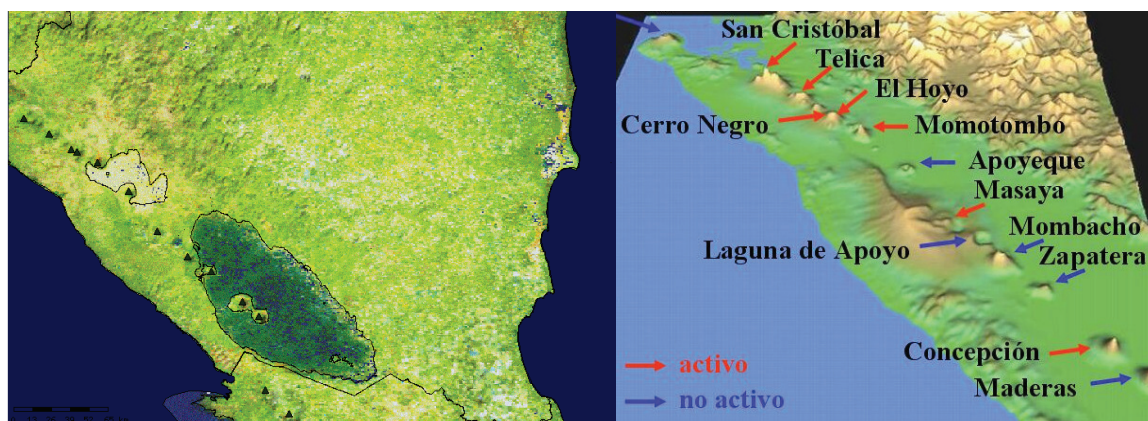 San Cristóbal
Telica
El Hoyo
Cerro Negro
Momotombo
Apoyeque
Masaya
Mombacho
Laguna de Apoyo
Zapatera
Concepción
activo
Maderas
no activo